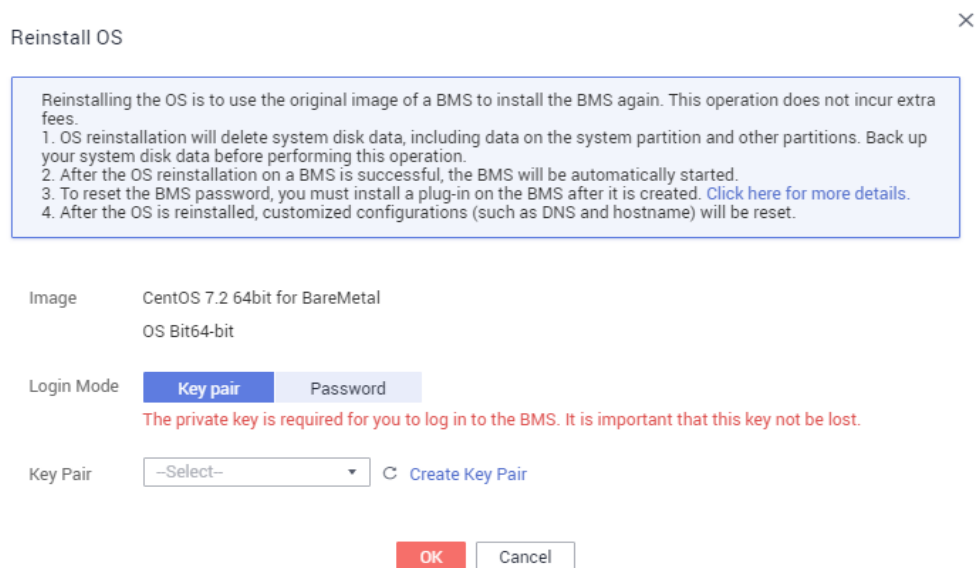 Reinstall OS
Reinstalling the OS is to use the original image of a BMS to install the BMS again. This operation does not incur extra
fees.
1. OS reinstallation will delete system disk data, including data on the system partition and other partitions. Back up
your system disk data before performing this operation.
2. After the OS reinstallation on a BMS is successful, the BMS will be automatically started.
3. To reset the BMS password, you must install a plug-in on the BMS after it is created. Click here for more details.
4. After the OS is reinstalled, customized configurations (such as DNS and hostname) will be reset.
Image CentOS 7.2 64bit for BareMetal
OS Bit64-bit
Login Mode Key pair Password
The private key is required for you to log in to the BMS. It is important that this key not be lost.
Key Pair --Select-- Create Key Pair
OK Cancel